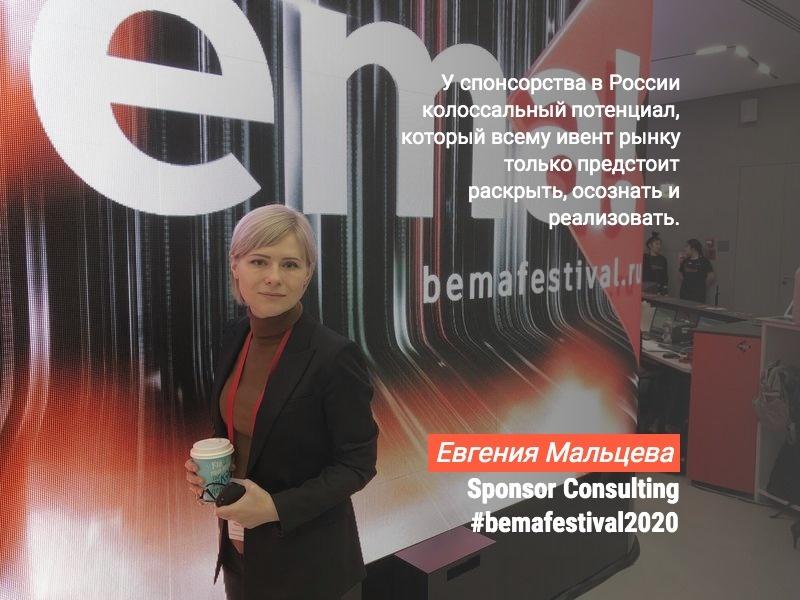 ema!
У спонсорства в России
колоссальный потенциал,
который всему ивент рынку
только предстоит
раскрыть, осознать и
реализовать.
bemafestival.ru
Евгения Мальцева
Sponsor Consulting
#bemafestival2020